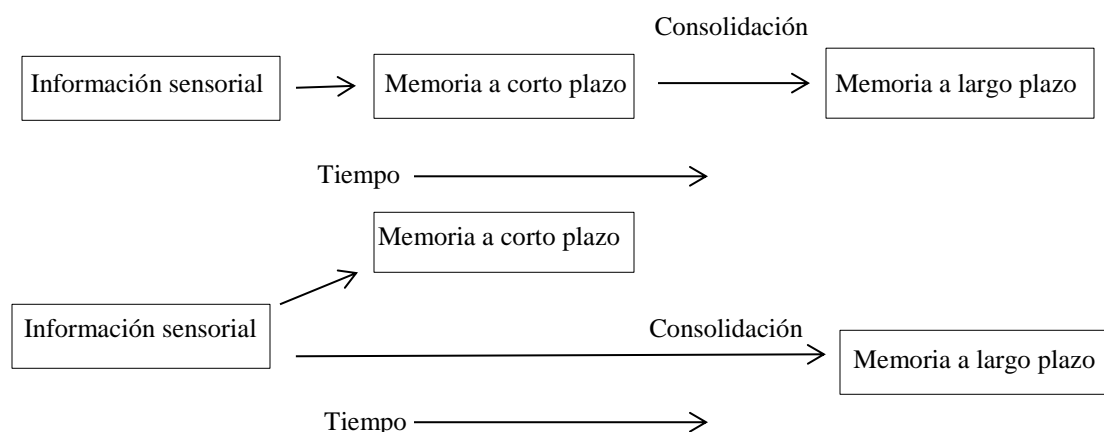 Consolidación
Información sensorial
Memoria a corto plazo
Memoria a largo plazo
Tiempo
Memoria a corto plazo
Información sensorial
Consolidación
Memoria a largo plazo
Tiempo